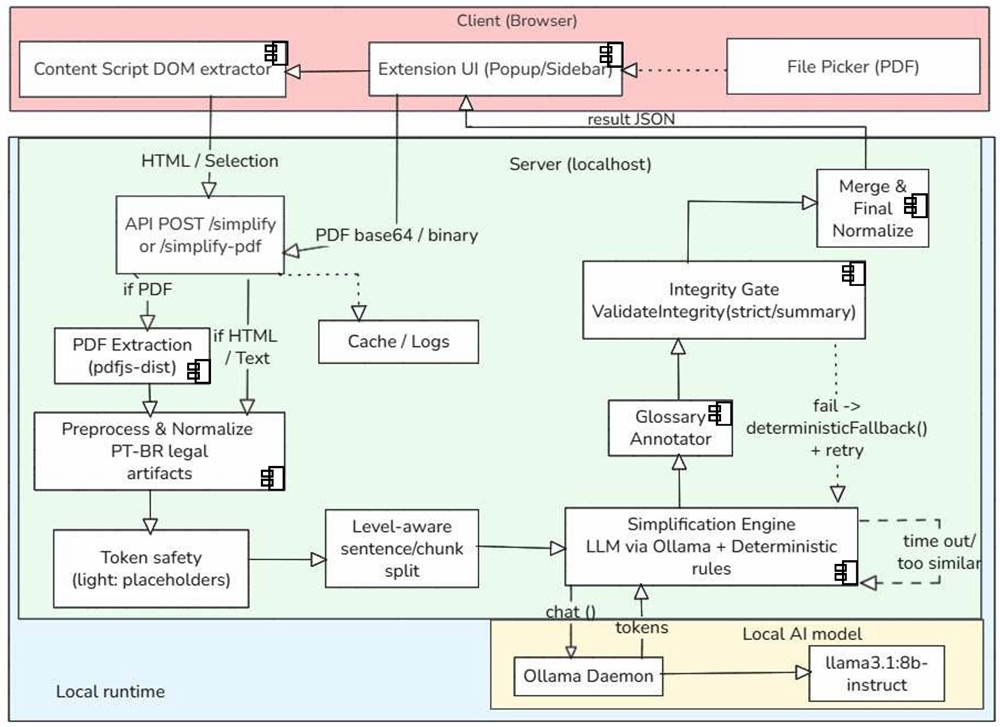 Client (Browser)
Content Script DOM extractor
Extension UI (Popup/Sidebar)
File Picker (PDF)
result JSON
HTML / Selection
Server (localhost)
API POST /simplify
or /simplify-pdf
PDF base64 / binary
Merge &
Final
Normalize
if PDF
if HTML
/ Text
PDF Extraction
(pdfjs-dist)
Cache / Logs
Integrity Gate
ValidateIntegrity(strict/summary)
Preprocess & Normalize
PT-BR legal
artifacts
Glossary
Annotator
fail ->
deterministicFallback()
+ retry
Token safety
(light: placeholders)
Level-aware
sentence/chunk
split
Simplification Engine
LLM via Ollama + Deterministic
rules
time out/
too similar
chat ()
tokens
Local AI model
Ollama Daemon
llama3.1:8b-
instruct
Local runtime